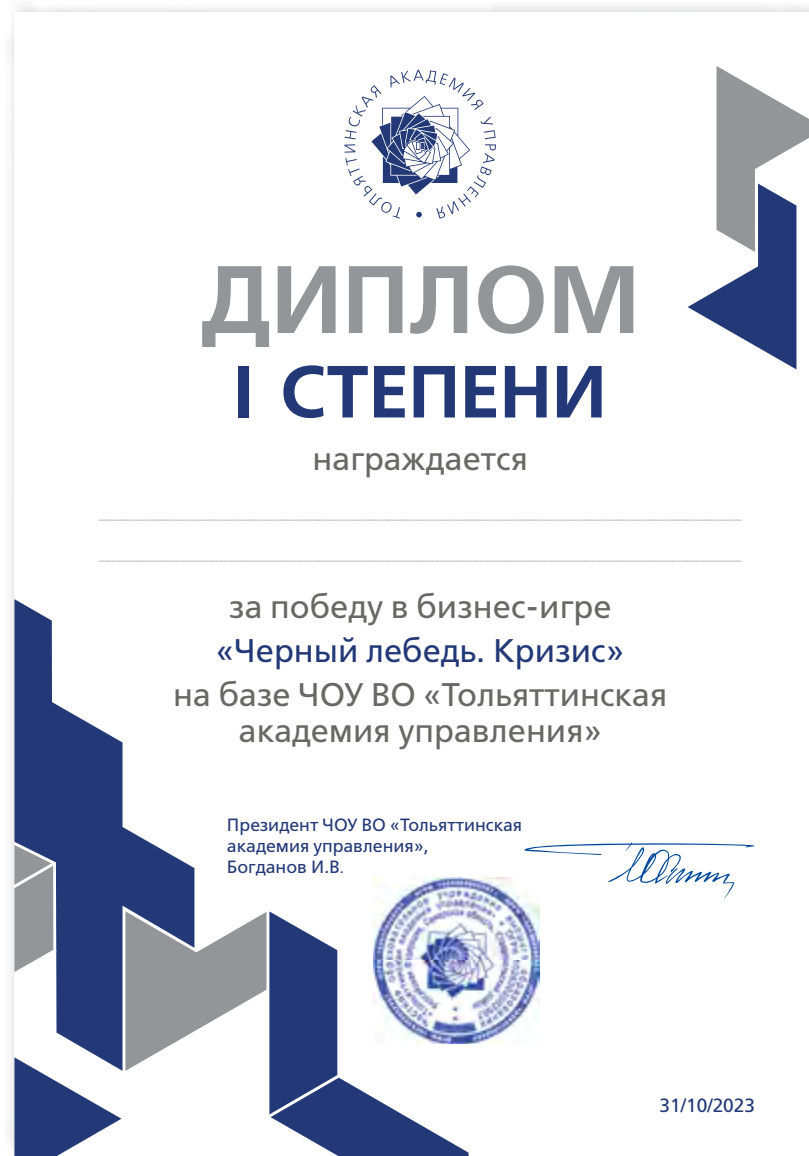 ТОЛЬЯТТИНСКАЯ АКАДЕМИЯ УПРАВЛЕНИЯ •
ДИПЛОМ
I СТЕПЕНИ
награждается
за победу в бизнес-игре
«Черный лебедь. Кризис»
на базе ЧОУ ВО «Тольяттинская
академия управления»
Президент ЧОУ ВО «Тольяттинская
академия управления»,
Богданов И.В.
31/10/2023